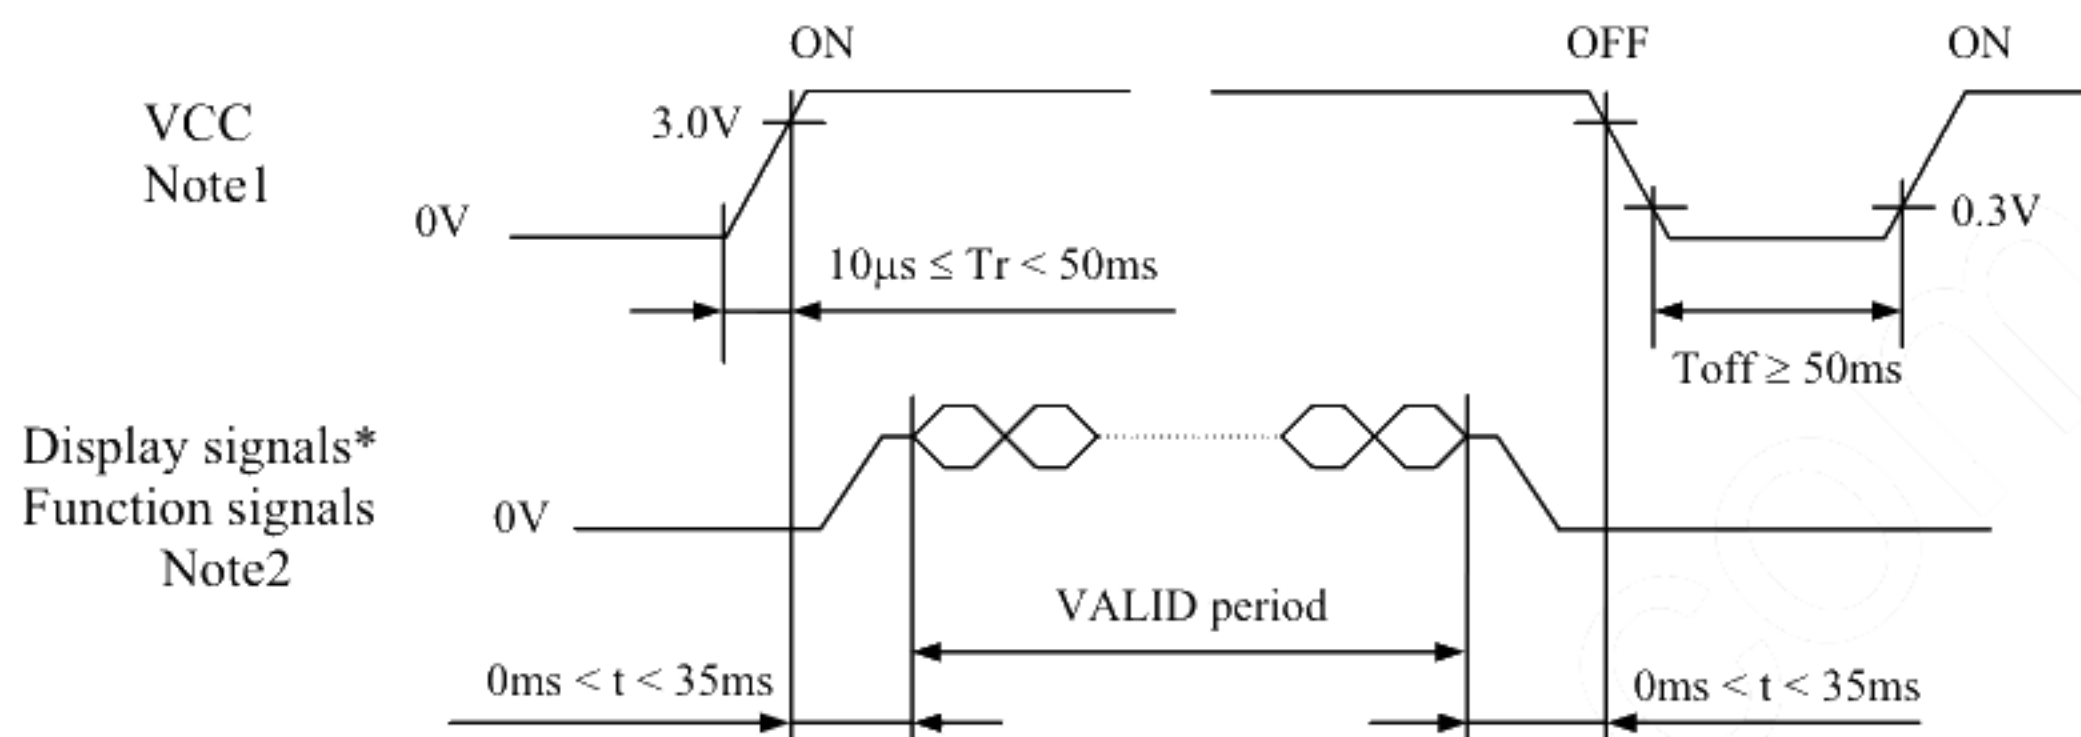 ON
OFF
ON
VCC
Note1
3.0V
0V
0.3V
10μs ≤ Tr < 50ms
Toff ≥ 50ms
Display signals*
Function signals
Note2
0V
VALID period
0ms < t < 35ms
0ms < t < 35ms